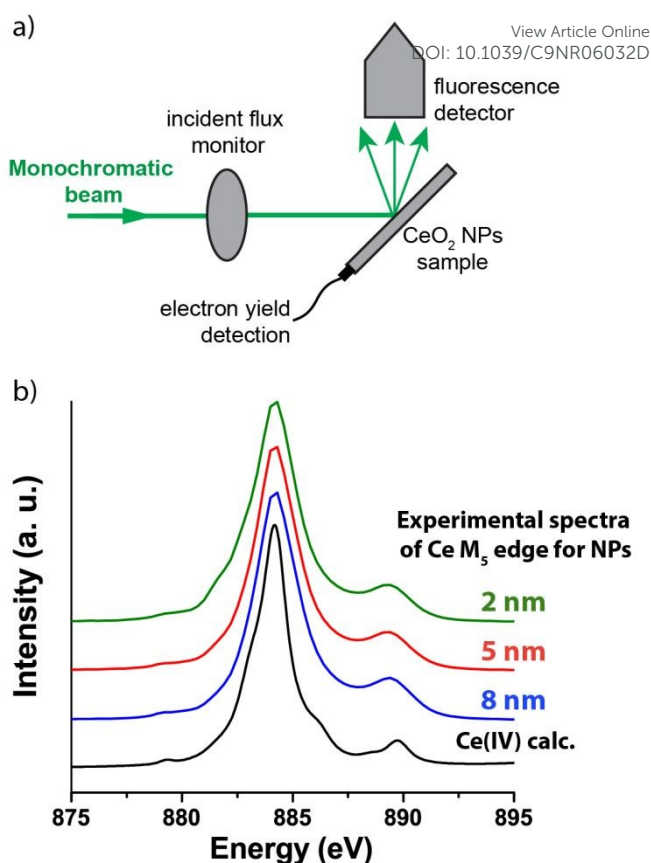 a)
View Article Online
DOI: 10.1039/C9NR06032D
fluorescence
detector
incident flux
monitor
Monochromatic
beam
CeO₂ NPs
sample
electron yield
detection
b)
Intensity (a. u.)
Experimental spectra
of Ce M₅ edge for NPs
2 nm
5 nm
8 nm
Ce(IV) calc.
875 880 885 890 895
Energy (eV)